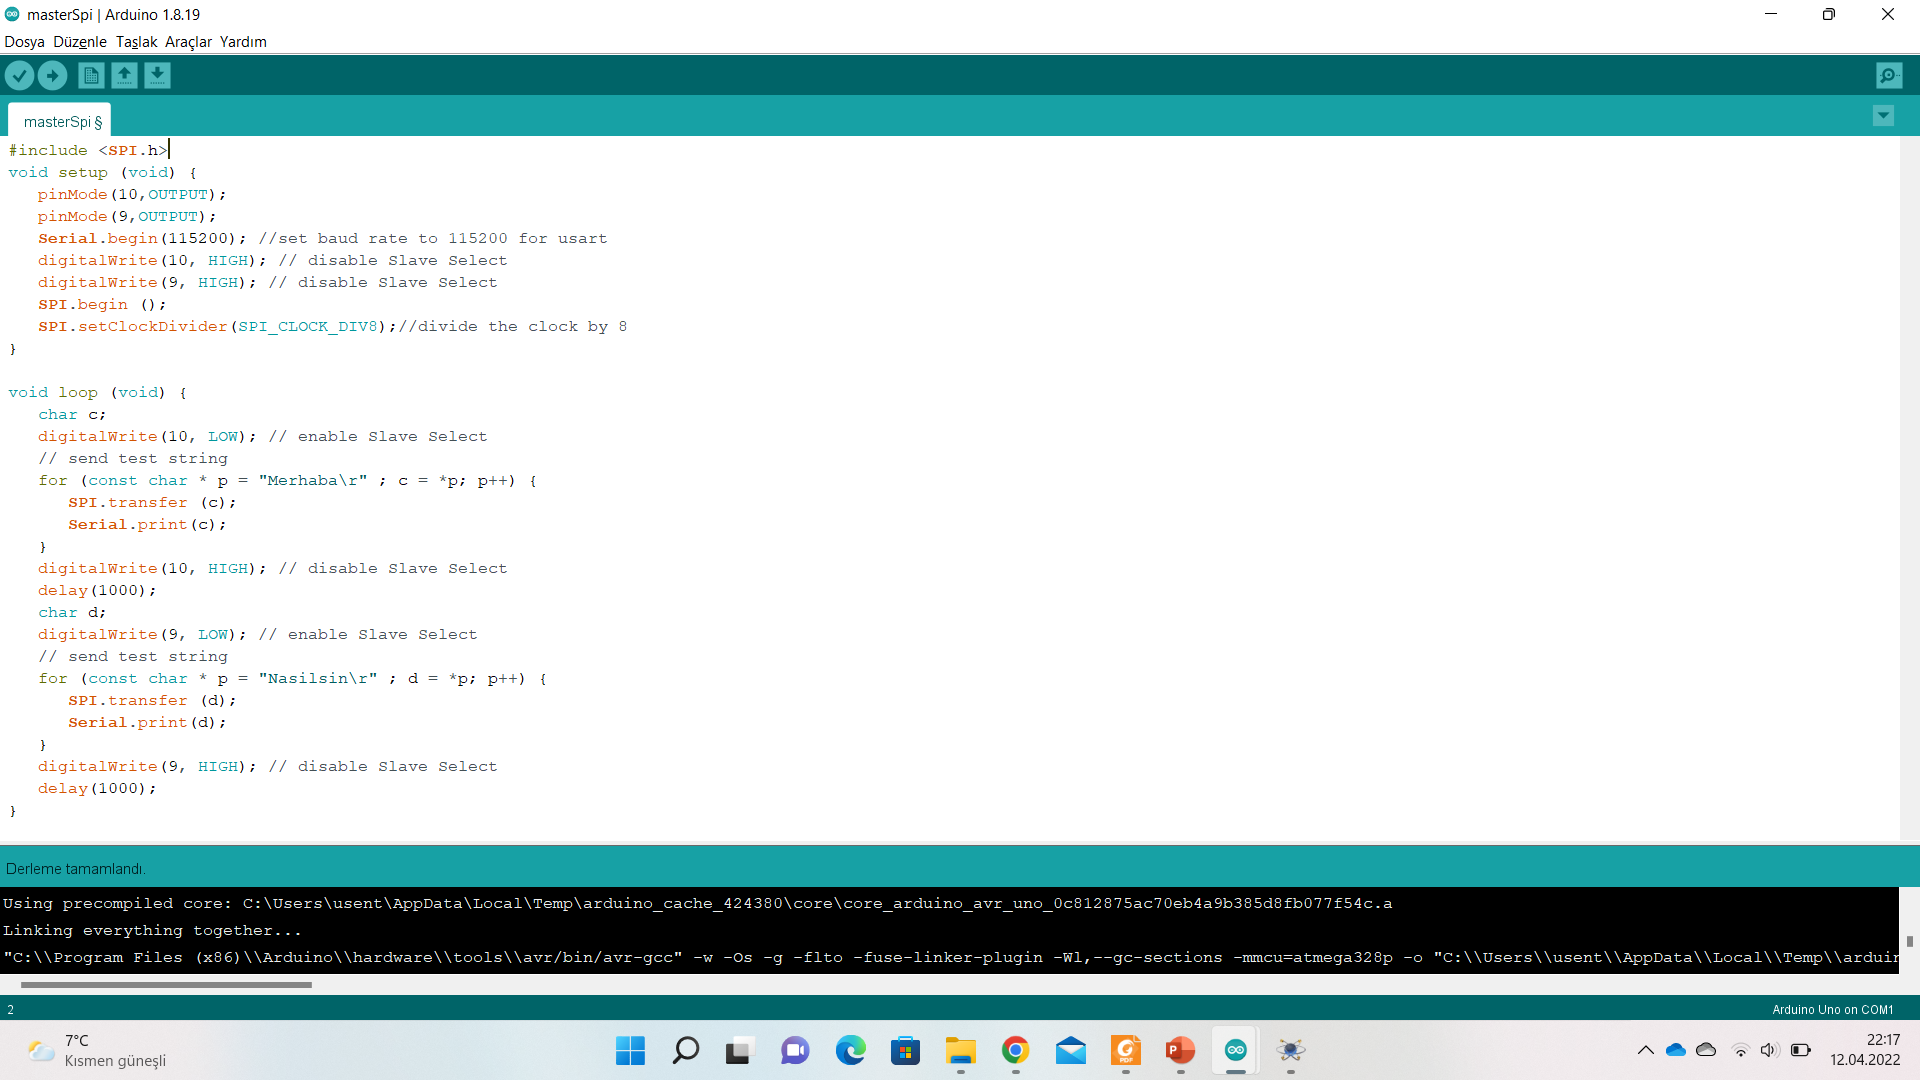 masterSpi | Arduino 1.8.19
Dosya Düzenle Taşlak Araçlar Yardım
masterSpi §
#include <SPI.h>
void setup (void) {
   pinMode(10,OUTPUT);
   pinMode(9,OUTPUT);
   Serial.begin(115200); //set baud rate to 115200 for usart
   digitalWrite(10, HIGH); // disable Slave Select
   digitalWrite(9, HIGH); // disable Slave Select
   SPI.begin ();
   SPI.setClockDivider(SPI_CLOCK_DIV8);//divide the clock by 8
}
void loop (void) {
   char c;
   digitalWrite(10, LOW); // enable Slave Select
   // send test string
   for (const char * p = "Merhaba\r" ; c = *p; p++) {
      SPI.transfer (c);
      Serial.print(c);
   }
   digitalWrite(10, HIGH); // disable Slave Select
   delay(1000);
   char d;
   digitalWrite(9, LOW); // enable Slave Select
   // send test string
   for (const char * p = "Nasilsin\r" ; d = *p; p++) {
      SPI.transfer (d);
      Serial.print(d);
   }
   digitalWrite(9, HIGH); // disable Slave Select
   delay(1000);
}
Derleme tamamlandı.
Using precompiled core: C:\Users\usent\AppData\Local\Temp\arduino_cache_424380\core\core_arduino_avr_uno_0c812875ac70eb4a9b385d8fb077f54c.a
Linking everything together...
"C:\\Program Files (x86)\\Arduino\\hardware\\tools\\avr/bin/avr-gcc" -w -Os -g -flto -fuse-linker-plugin -Wl,--gc-sections -mmcu=atmega328p -o "C:\\Users\\usent\\AppData\\Local\\Temp\\arduin
2
Arduino Uno on COM1
7°C
Kısmen güneşli
PDF
P
22:17
12.04.2022